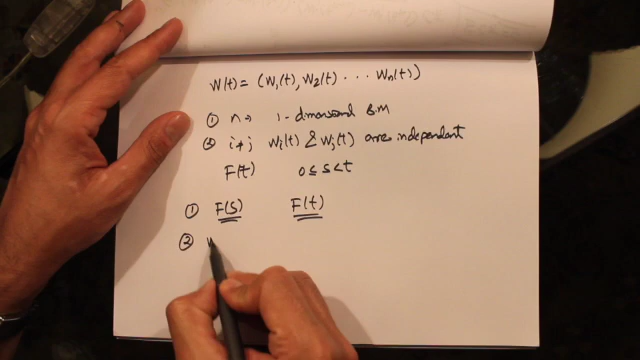 W(t) = (W₁(t), W₂(t) · · · Wn(t))
① n → 1-dimensional B.M
② i ≠ j Wi(t) & Wj(t) are independent
F(t) 0 ≤ s < t
① F(s) F(t)
②